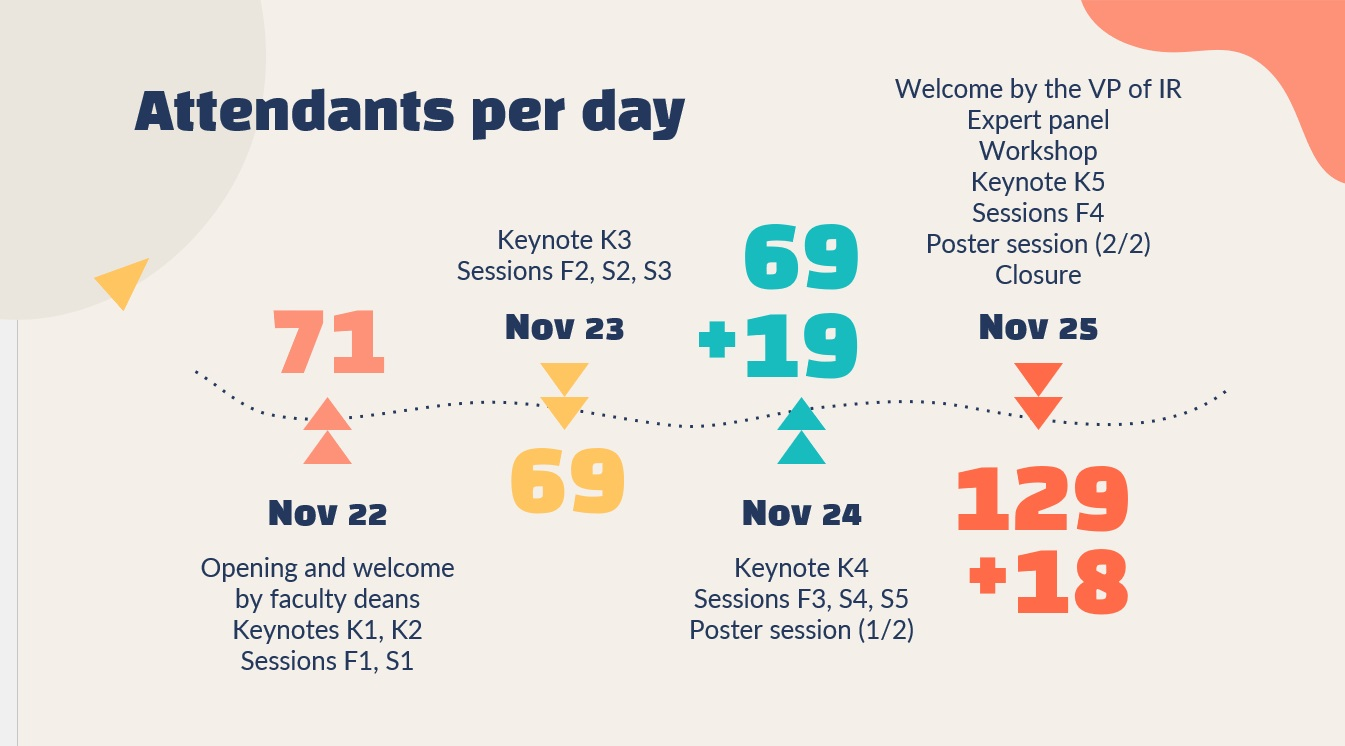 Attendants per day
71
Nov 22
Opening and welcome
by faculty deans
Keynotes K1, K2
Sessions F1, S1
Keynote K3
Sessions F2, S2, S3
Nov 23
69
69
+19
Nov 24
Keynote K4
Sessions F3, S4, S5
Poster session (1/2)
Welcome by the VP of IR
Expert panel
Workshop
Keynote K5
Sessions F4
Poster session (2/2)
Closure
Nov 25
129
+18